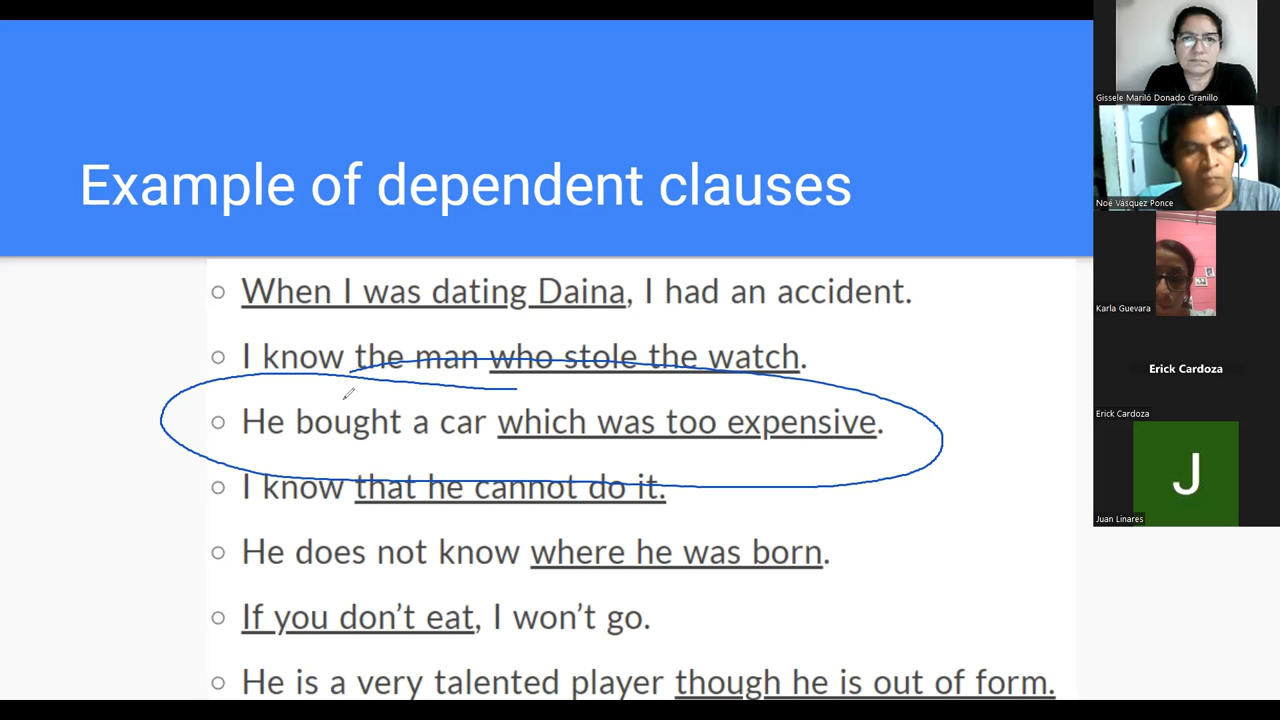 Example of dependent clauses
When I was dating Daina, I had an accident.
I know the man who stole the watch.
He bought a car which was too expensive.
I know that he cannot do it.
He does not know where he was born.
If you don't eat, I won't go.
He is a very talented player though he is out of form.
Gissele Mariló Donado Granillo
Noé Vásquez Ponce
Karla Guevara
Erick Cardoza
Erick Cardoza
J
Juan Linares